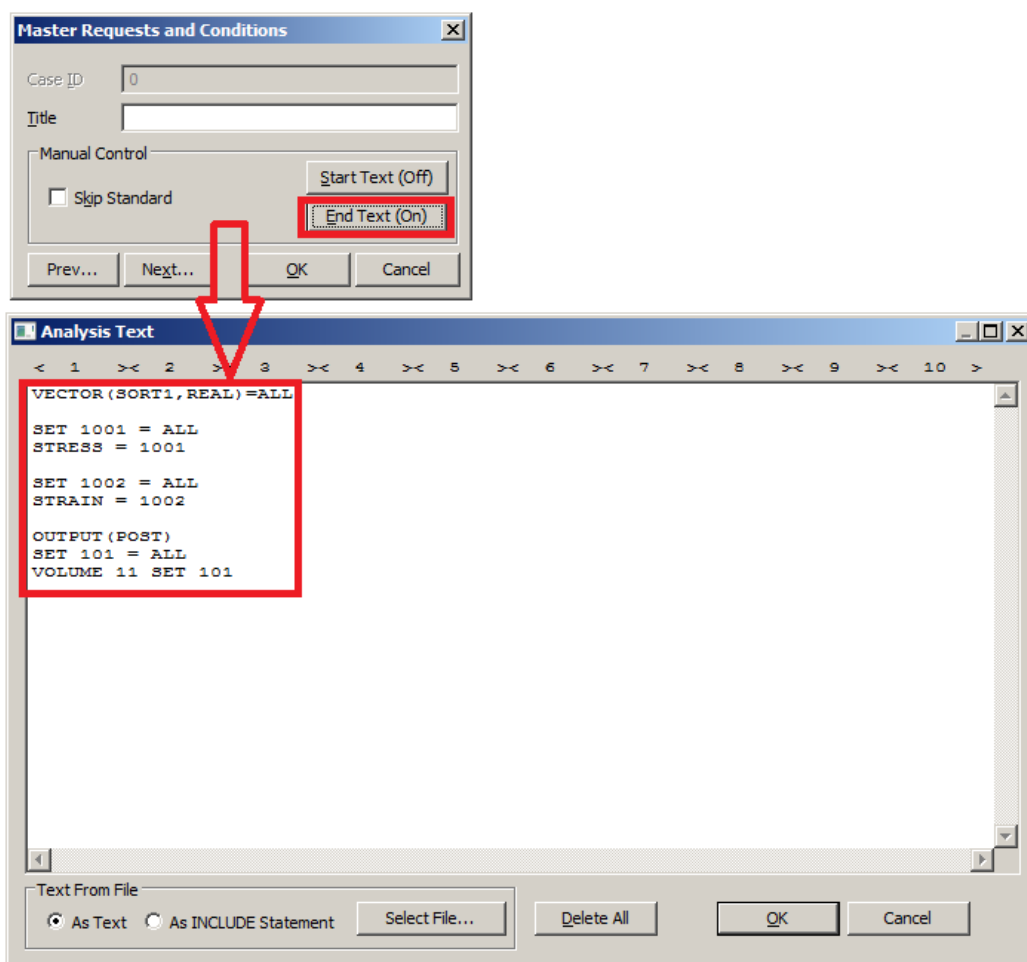 Master Requests and Conditions
Case ID 0
Title
Manual Control
Start Text (Off)
Skip Standard
End Text (On)
Prev... Next... OK Cancel
Analysis Text
< 1 >< 2 >< 3 >< 4 >< 5 >< 6 >< 7 >< 8 >< 9 >< 10 >
VECTOR(SORT1,REAL)=ALL
SET 1001 = ALL
STRESS = 1001
SET 1002 = ALL
STRAIN = 1002
OUTPUT(POST)
SET 101 = ALL
VOLUME 11 SET 101
Text From File
As Text As INCLUDE Statement Select File... Delete All OK Cancel